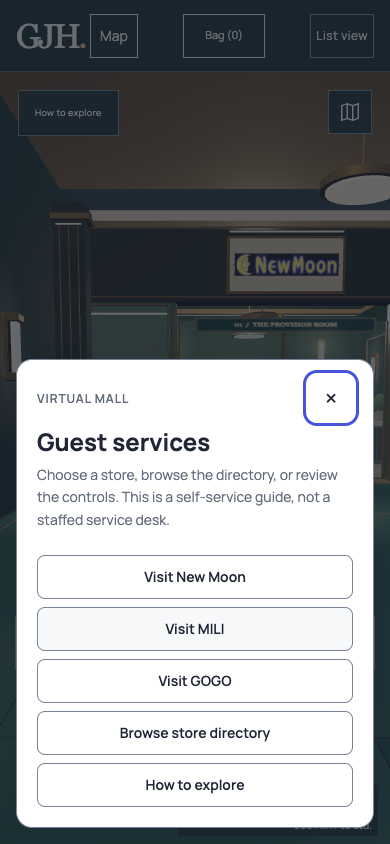 GJH.
Map
Bag (0)
List view
How to explore
NewMoon
01 / THE PROVISION ROOM
VIRTUAL MALL
×
Guest services
Choose a store, browse the directory, or review
the controls. This is a self-service guide, not a
staffed service desk.
Visit New Moon
Visit MILI
Visit GOGO
Browse store directory
How to explore